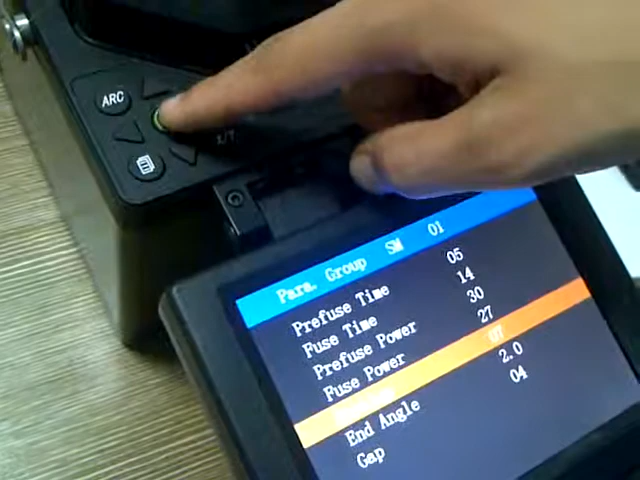 ARC
X/Y
Para. Group SM 01
Prefuse Time 05
Fuse Time 14
Prefuse Power 30
Fuse Power 27
07
End Angle 2.0
Gap 04